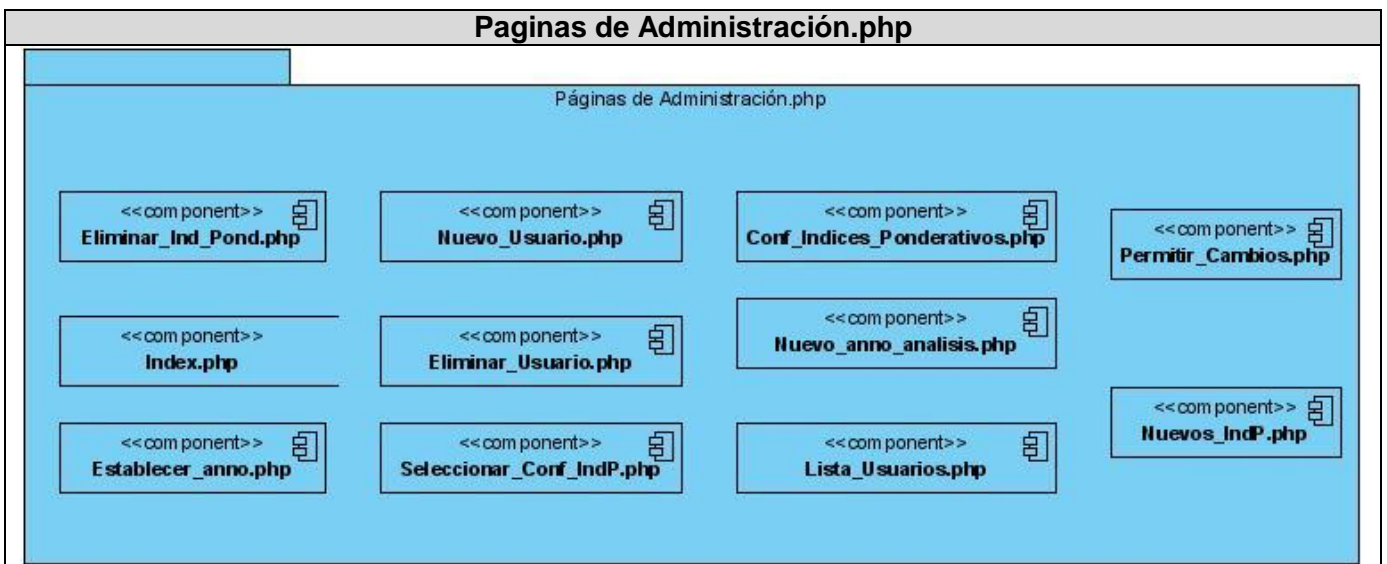 Paginas de Administración.php
Páginas de Administración.php
<<component>>
Eliminar_Ind_Pond.php
<<component>>
Nuevo_Usuario.php
<<component>>
Conf_Indices_Ponderativos.php
<<component>>
Permitir_Cambios.php
<<component>>
Index.php
<<component>>
Eliminar_Usuario.php
<<component>>
Nuevo_anno_analisis.php
<<component>>
Nuevos_IndP.php
<<component>>
Establecer_anno.php
<<component>>
Seleccionar_Conf_IndP.php
<<component>>
Lista_Usuarios.php